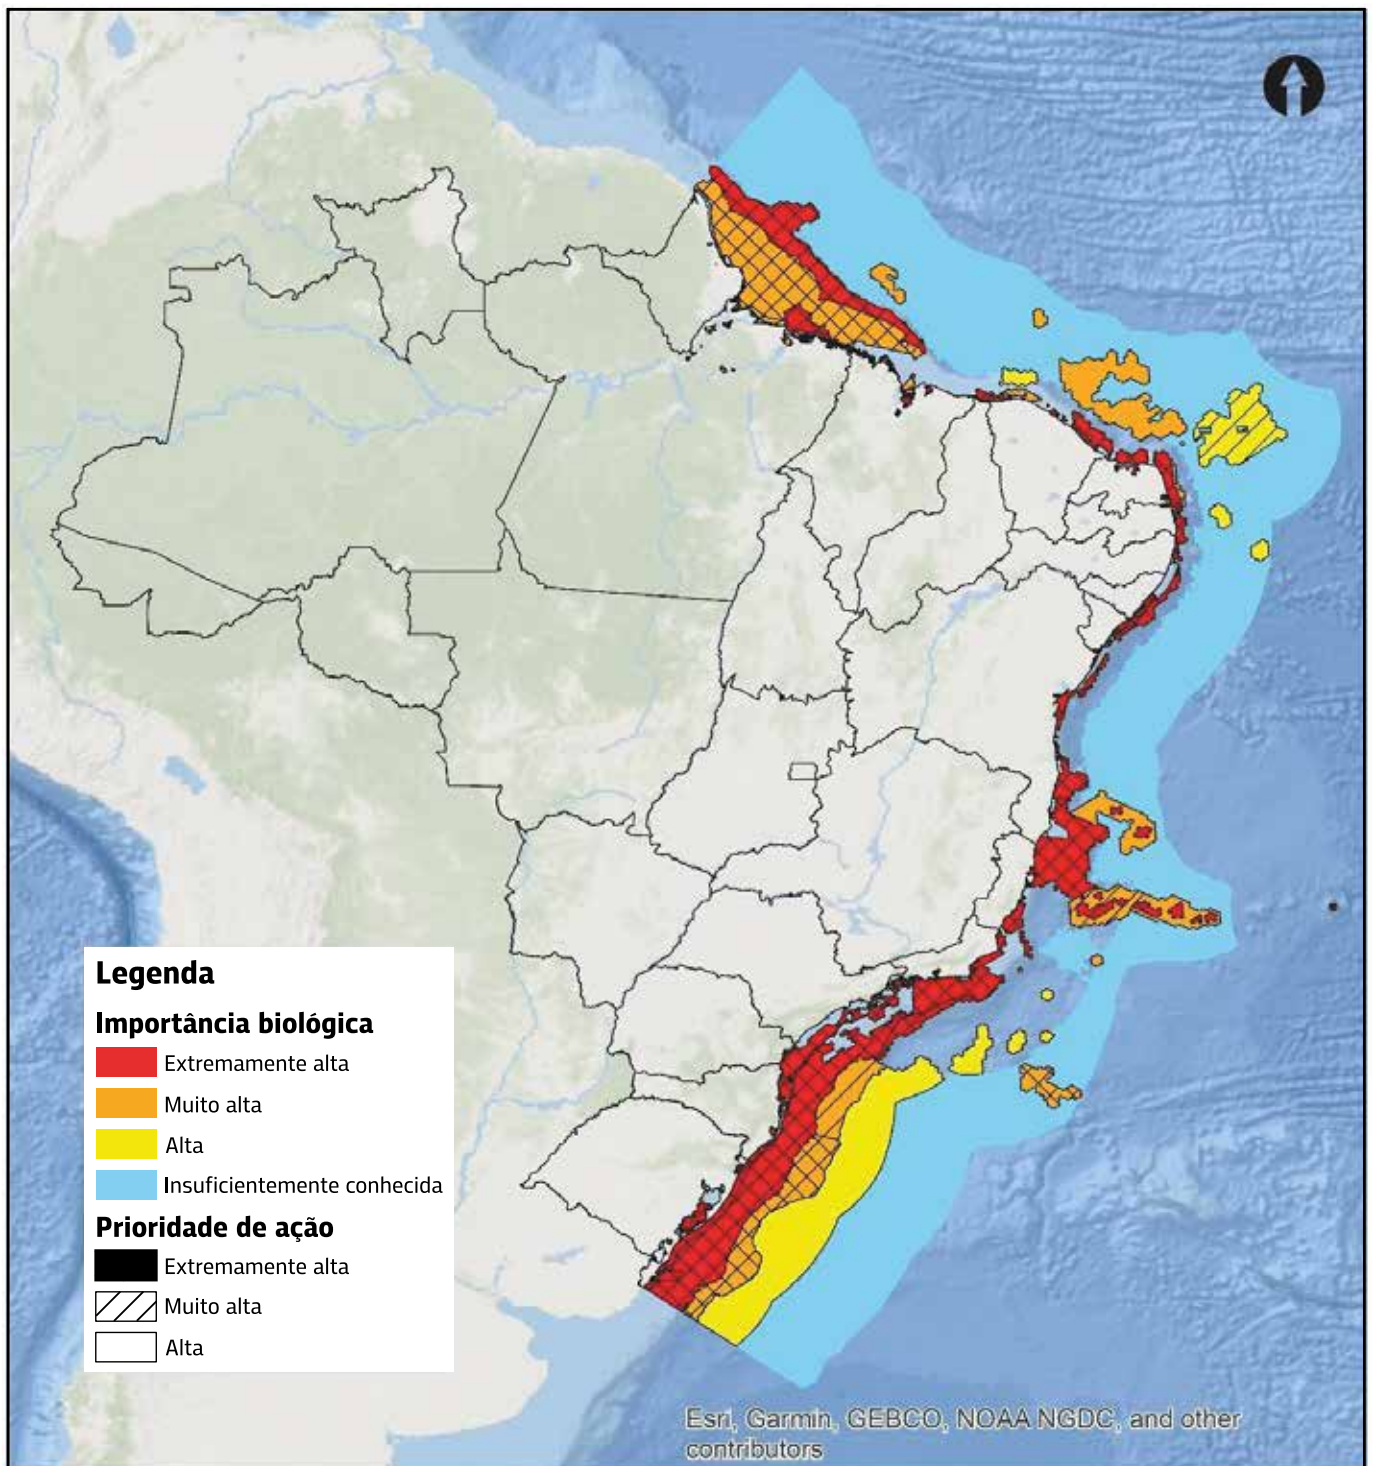 Legenda
Importância biológica
Extremamente alta
Muito alta
Alta
Insuficientemente conhecida
Prioridade de ação
Extremamente alta
Muito alta
Alta
Esri, Garmin, GEBCO, NOAA NGDC, and other
contributors